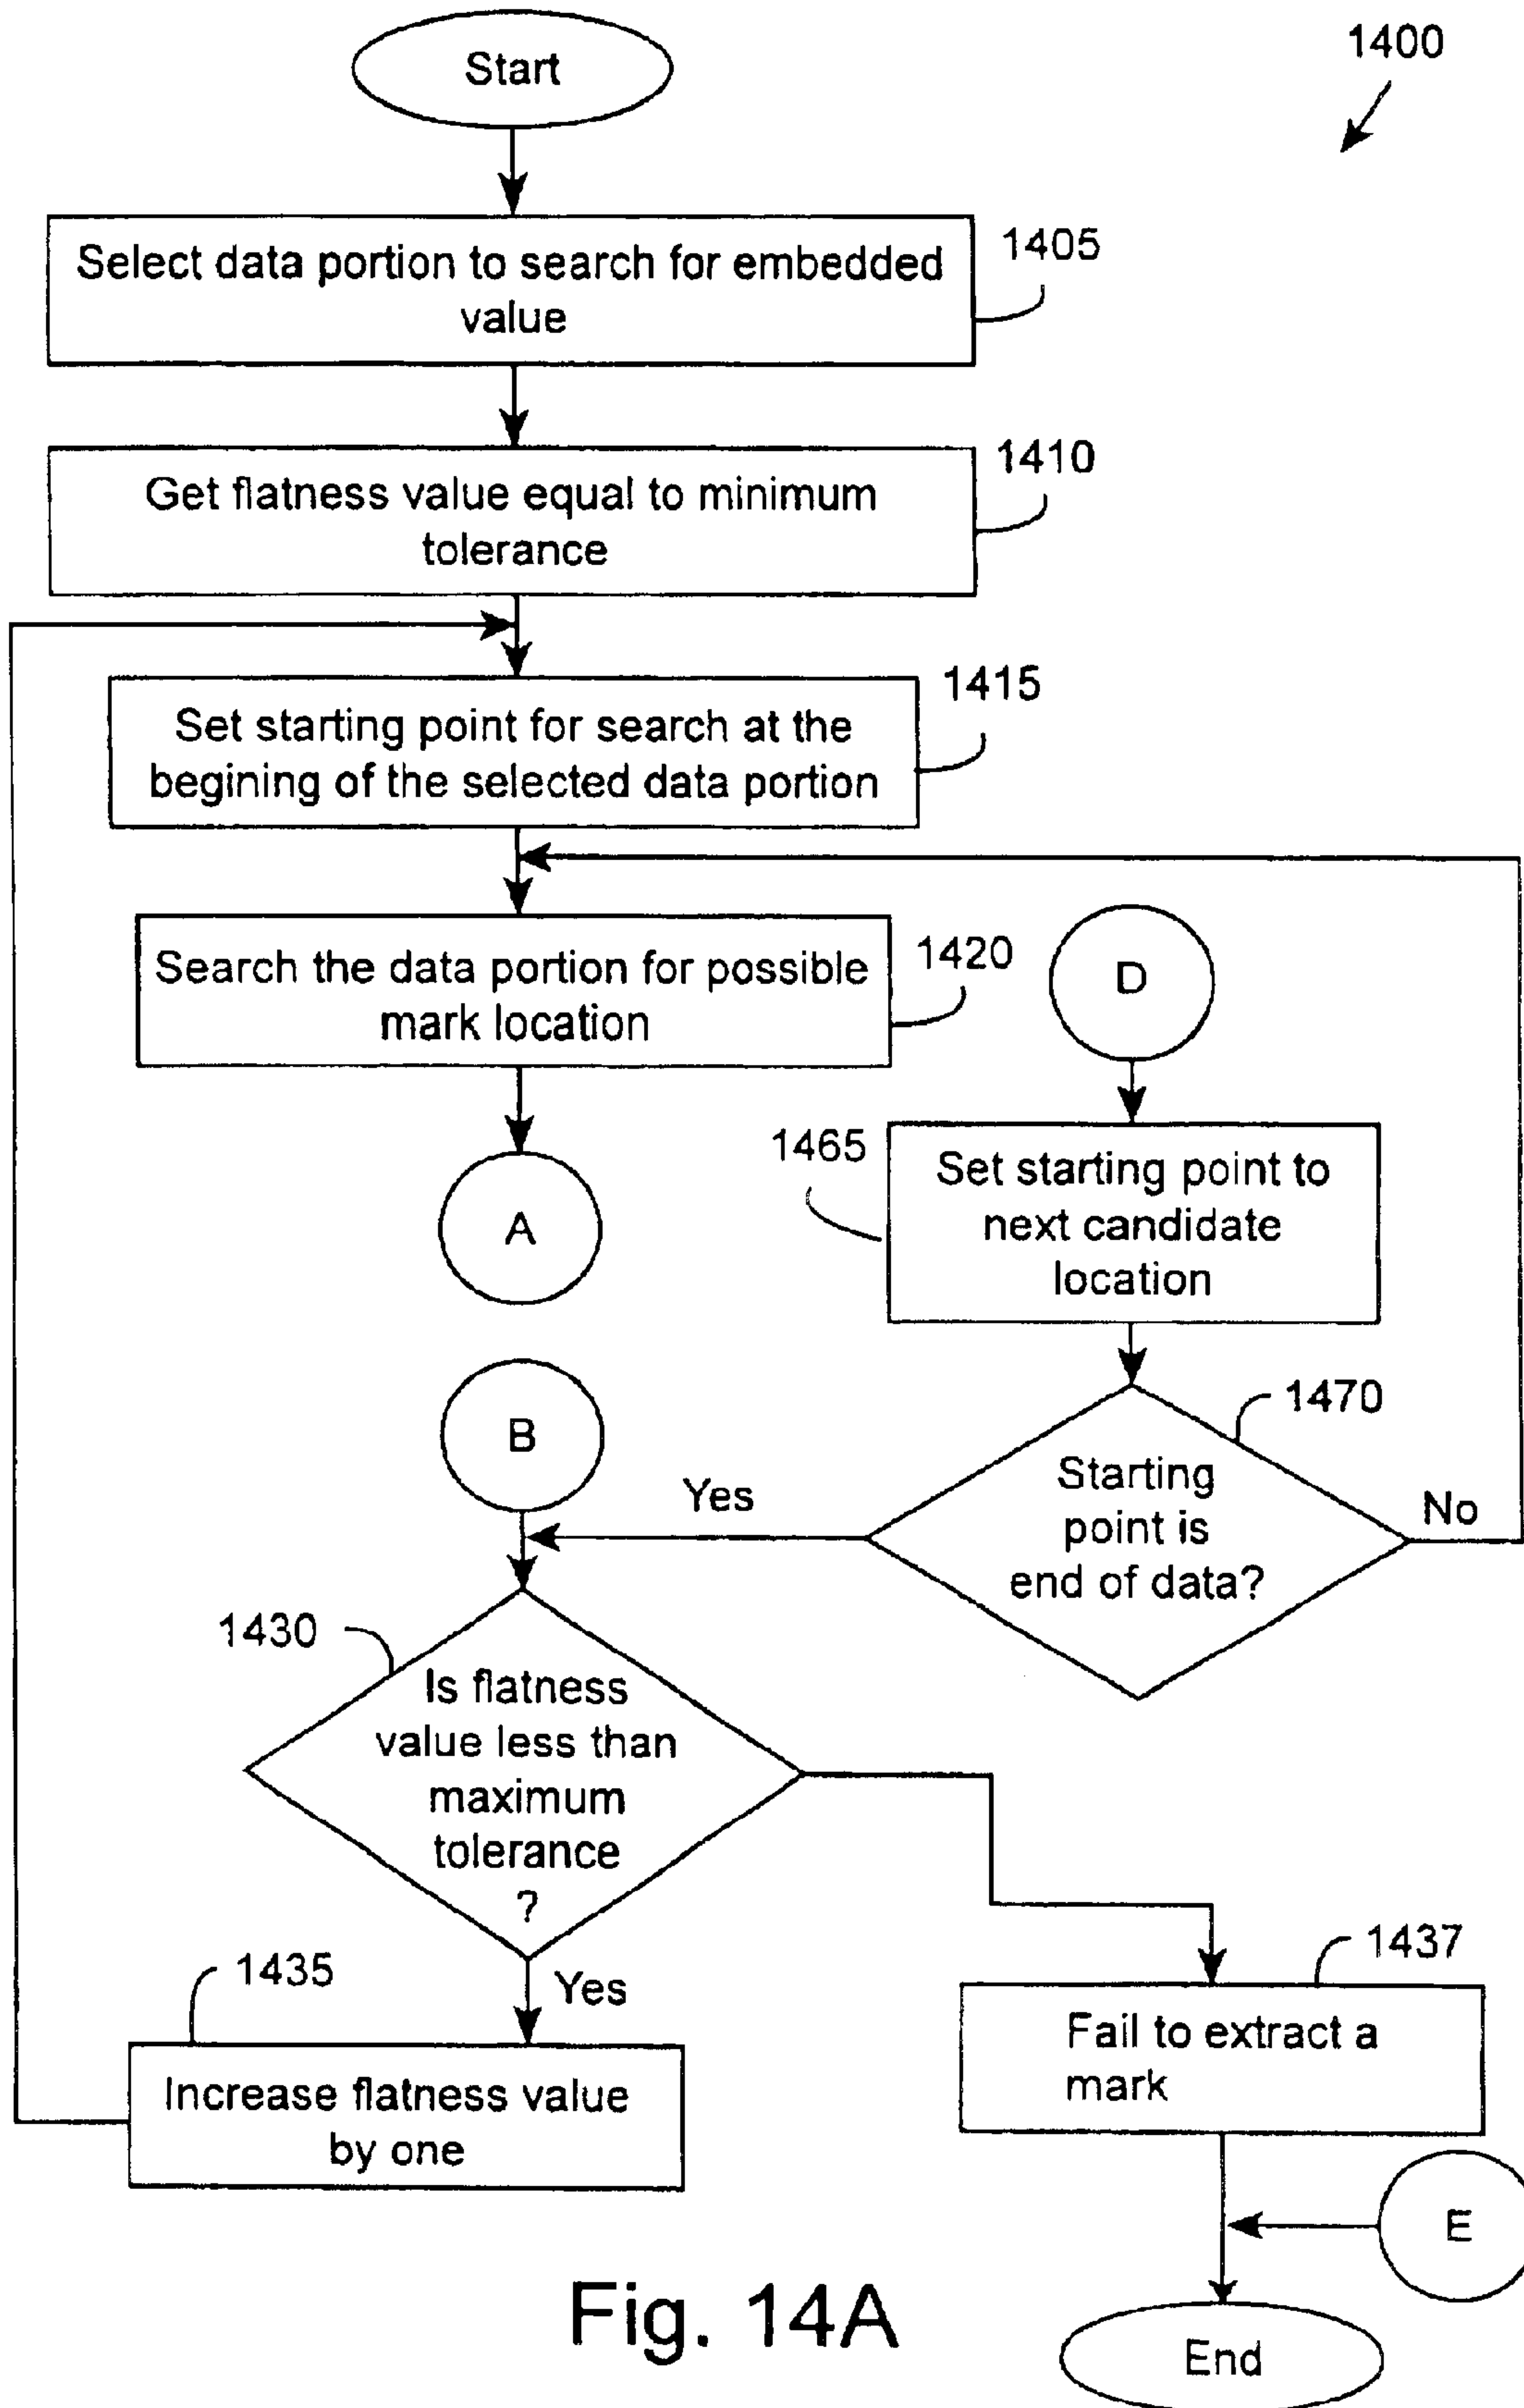 Start
1400
Select data portion to search for embedded
value
1405
Get flatness value equal to minimum
tolerance
1410
Set starting point for search at the
begining of the selected data portion
1415
Search the data portion for possible
mark location
1420
D
A
1465
Set starting point to
next candidate
location
B
1470
Starting
point is
end of data?
Yes
No
1430
Is flatness
value less than
maximum
tolerance
?
1435
Yes
Increase flatness value
by one
1437
Fail to extract a
mark
E
Fig. 14A
End